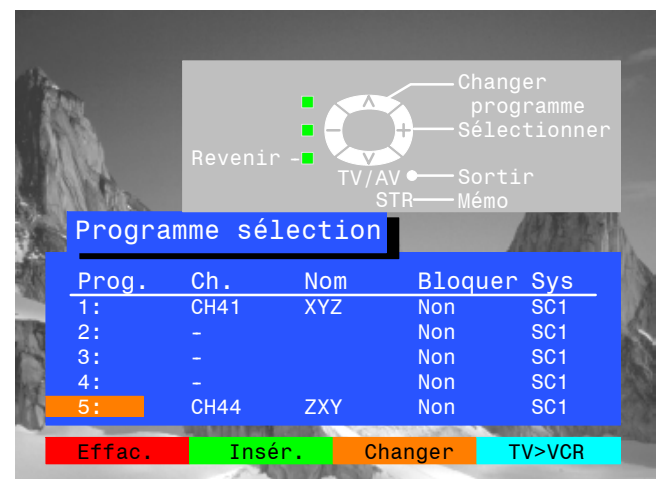 Changer
programme
Sélectionner
Revenir
TV/AV Sortir
STR Mémo
Programme sélection
Prog. Ch. Nom Bloquer Sys
1: CH41 XYZ Non SC1
2: - Non SC1
3: - Non SC1
4: - Non SC1
5: CH44 ZXY Non SC1
Effac. Insér. Changer TV>VCR